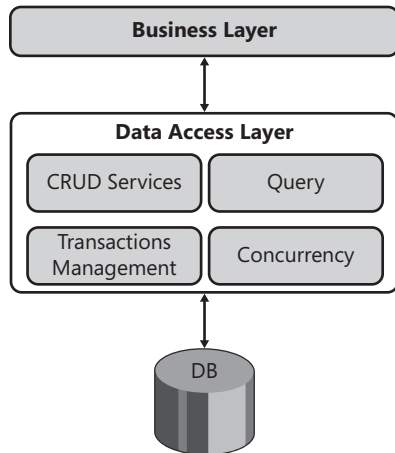 Business Layer
Data Access Layer
CRUD Services
Query
Transactions
Management
Concurrency
DB